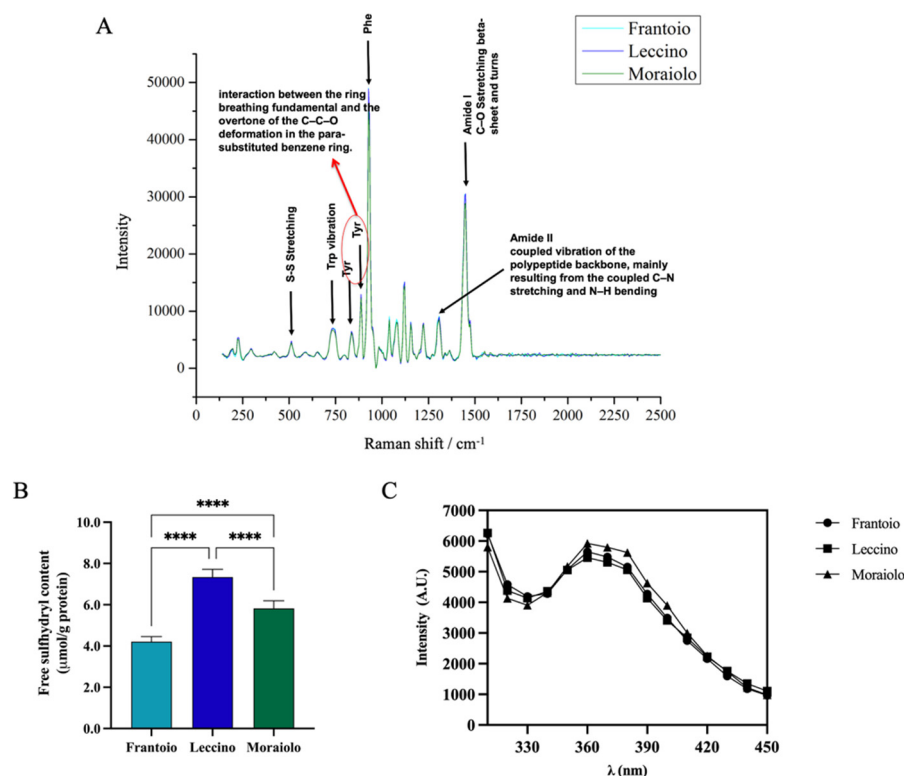 A
Frantoio
Leccino
Moraiolo
Phe
Amide I
C–O Sstretching beta-
sheet and turns
interaction between the ring
breathing fundamental and the
overtone of the C–C–O
deformation in the para-
substituted benzene ring.
S-S Stretching
Trp vibration
Tyr
Tyr
Amide II
coupled vibration of the
polypeptide backbone, mainly
resulting from the coupled C–N
stretching and N–H bending
Intensity
50000
40000
30000
20000
10000
0
0 250 500 750 1000 1250 1500 1750 2000 2250 2500
Raman shift / cm-1
B
**** 
**** ****
Free sulfhydryl content
(μmol/g protein)
10.0
8.0
6.0
4.0
2.0
0.0
Frantoio Leccino Moraiolo
C
Intensity (A.U.)
7000
6000
5000
4000
3000
2000
1000
0
330 360 390 420 450
λ (nm)
Frantoio
Leccino
Moraiolo